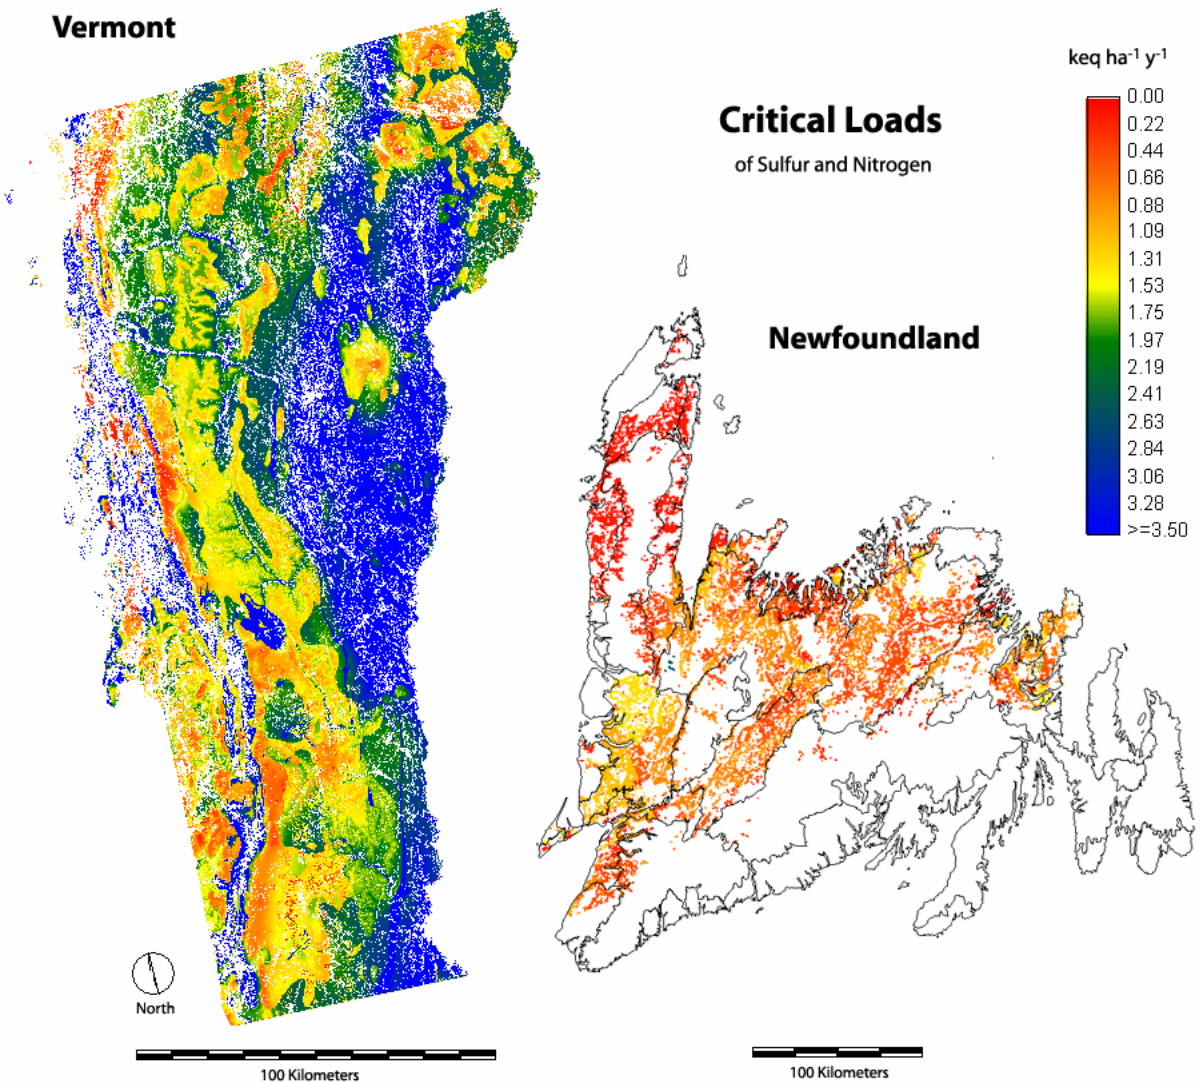 Vermont
keq ha⁻¹ y⁻¹
Critical Loads
of Sulfur and Nitrogen
0.00
0.22
0.44
0.66
0.88
1.09
1.31
1.53
1.75
1.97
2.19
2.41
2.63
2.84
3.06
3.28
>=3.50
Newfoundland
North
100 Kilometers
100 Kilometers